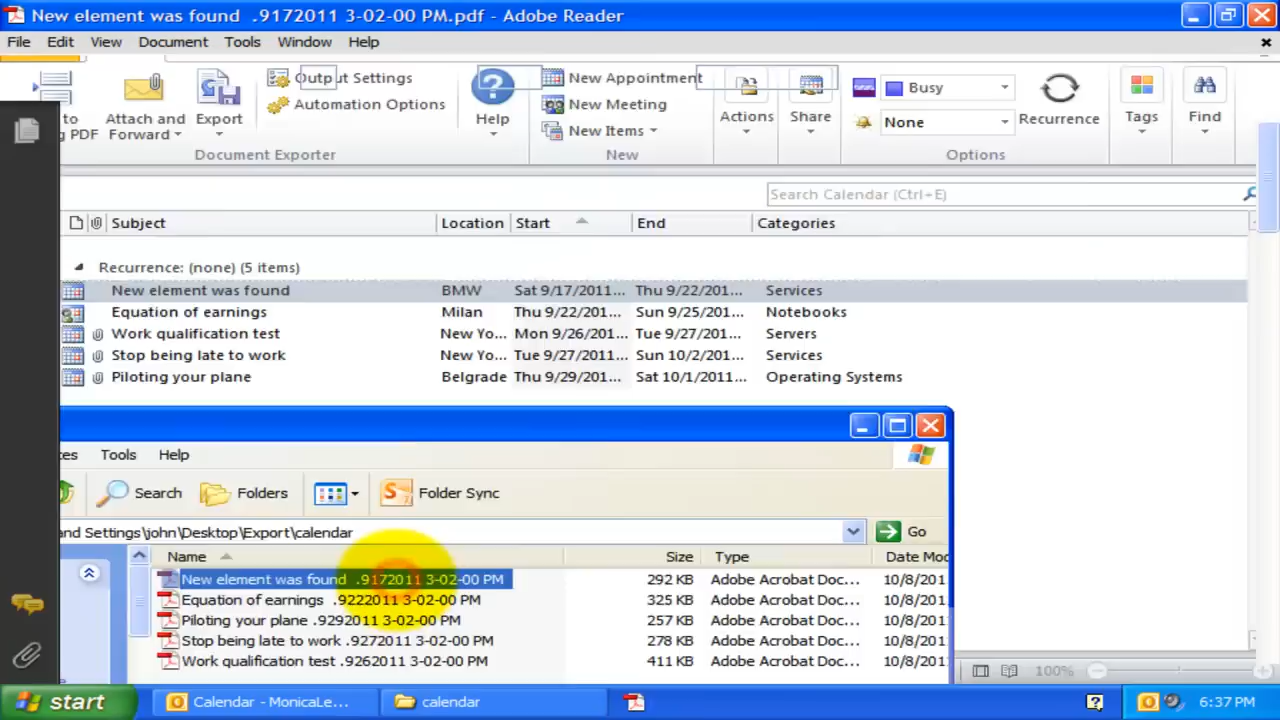 New element was found .9172011 3-02-00 PM.pdf - Adobe Reader
File Edit View Document Tools Window Help
Output Settings
Automation Options
to
g PDF
Attach and
Forward
Export
Document Exporter
Help
New Appointment
New Meeting
New Items
New
Actions
Share
Busy
None
Recurrence
Options
Tags
Find
Search Calendar (Ctrl+E)
Subject Location Start End Categories
Recurrence: (none) (5 items)
New element was found BMW Sat 9/17/2011... Thu 9/22/201... Services
Equation of earnings Milan Thu 9/22/201... Sun 9/25/201... Notebooks
Work qualification test New Yo... Mon 9/26/201... Tue 9/27/201... Servers
Stop being late to work New Yo... Tue 9/27/2011... Sun 10/2/201... Services
Piloting your plane Belgrade Thu 9/29/201... Sat 10/1/2011... Operating Systems
tes Tools Help
Search Folders Folder Sync
and Settings\john\Desktop\Export\calendar Go
Name Size Type Date Mod
New element was found .9172011 3-02-00 PM 292 KB Adobe Acrobat Doc... 10/8/201
Equation of earnings .9222011 3-02-00 PM 325 KB Adobe Acrobat Doc... 10/8/201
Piloting your plane .9292011 3-02-00 PM 257 KB Adobe Acrobat Doc... 10/8/201
Stop being late to work .9272011 3-02-00 PM 278 KB Adobe Acrobat Doc... 10/8/201
Work qualification test .9262011 3-02-00 PM 411 KB Adobe Acrobat Doc... 10/8/201
100%
start Calendar - MonicaLe... calendar 6:37 PM